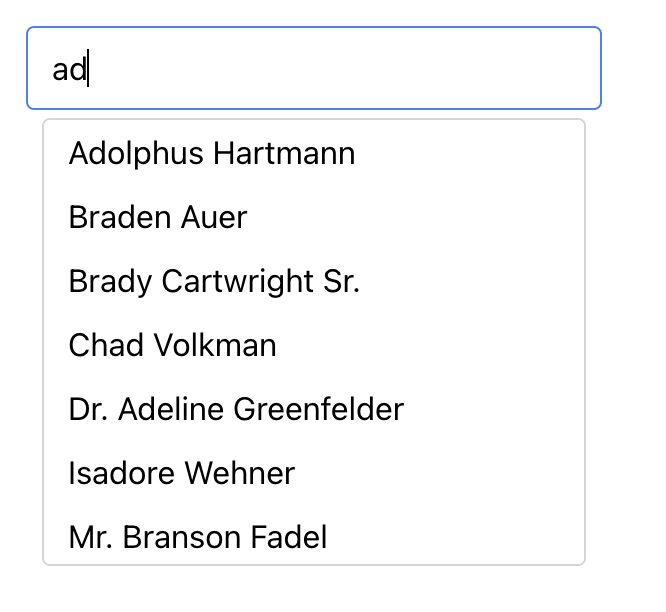 ad
Adolphus Hartmann
Braden Auer
Brady Cartwright Sr.
Chad Volkman
Dr. Adeline Greenfelder
Isadore Wehner
Mr. Branson Fadel